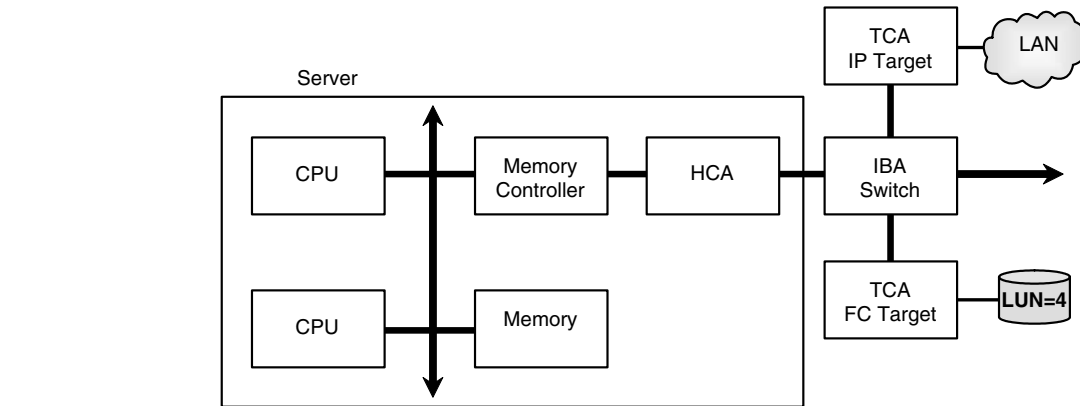 TCA
IP Target
LAN
Server
CPU
Memory
Controller
HCA
IBA
Switch
CPU
Memory
TCA
FC Target
LUN=4